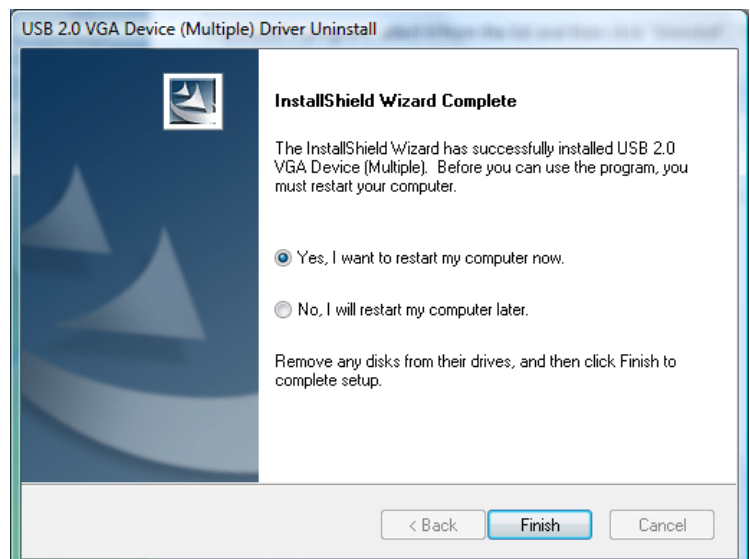 USB 2.0 VGA Device (Multiple) Driver Uninstall
InstallShield Wizard Complete
The InstallShield Wizard has successfully installed USB 2.0
VGA Device (Multiple). Before you can use the program, you
must restart your computer.
Yes, I want to restart my computer now.
No, I will restart my computer later.
Remove any disks from their drives, and then click Finish to
complete setup.
< Back
Finish
Cancel